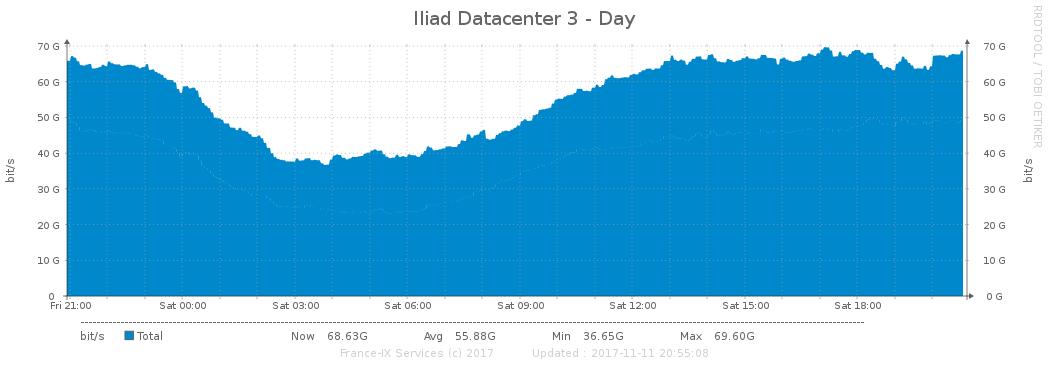 Iliad Datacenter 3 - Day
RRDTOOL / TOBI OETIKER
bit/s
bit/s
70 G 70 G
60 G 60 G
50 G 50 G
40 G 40 G
30 G 30 G
20 G 20 G
10 G 10 G
0 0 G
Fri 21:00 Sat 00:00 Sat 03:00 Sat 06:00 Sat 09:00 Sat 12:00 Sat 15:00 Sat 18:00
bit/s Total Now 68.63G Avg 55.88G Min 36.65G Max 69.60G
France-IX Services (c) 2017 Updated : 2017-11-11 20:55:08